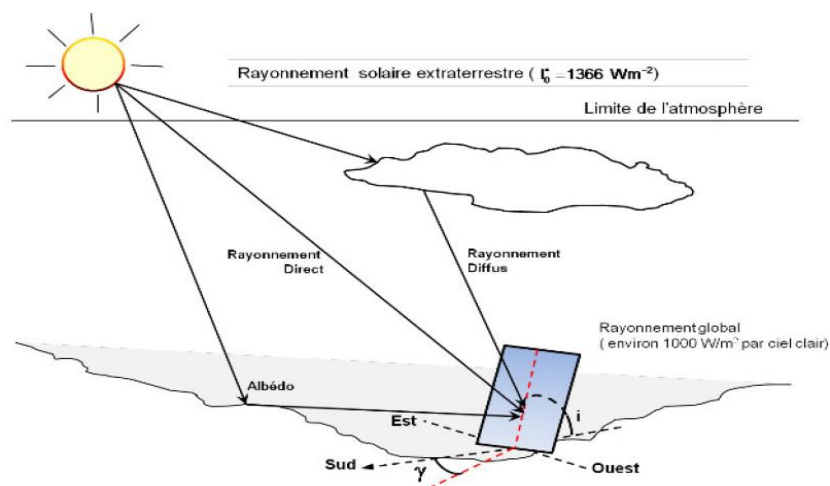 Rayonnement solaire extraterrestre ( I₀* =1366 Wm⁻²)
Limite de l'atmosphère
Rayonnement
Direct
Rayonnement
Diffus
Rayonnement global
( environ 1000 W/m² par ciel clair)
Albédo
Est
i
Sud
γ
Ouest